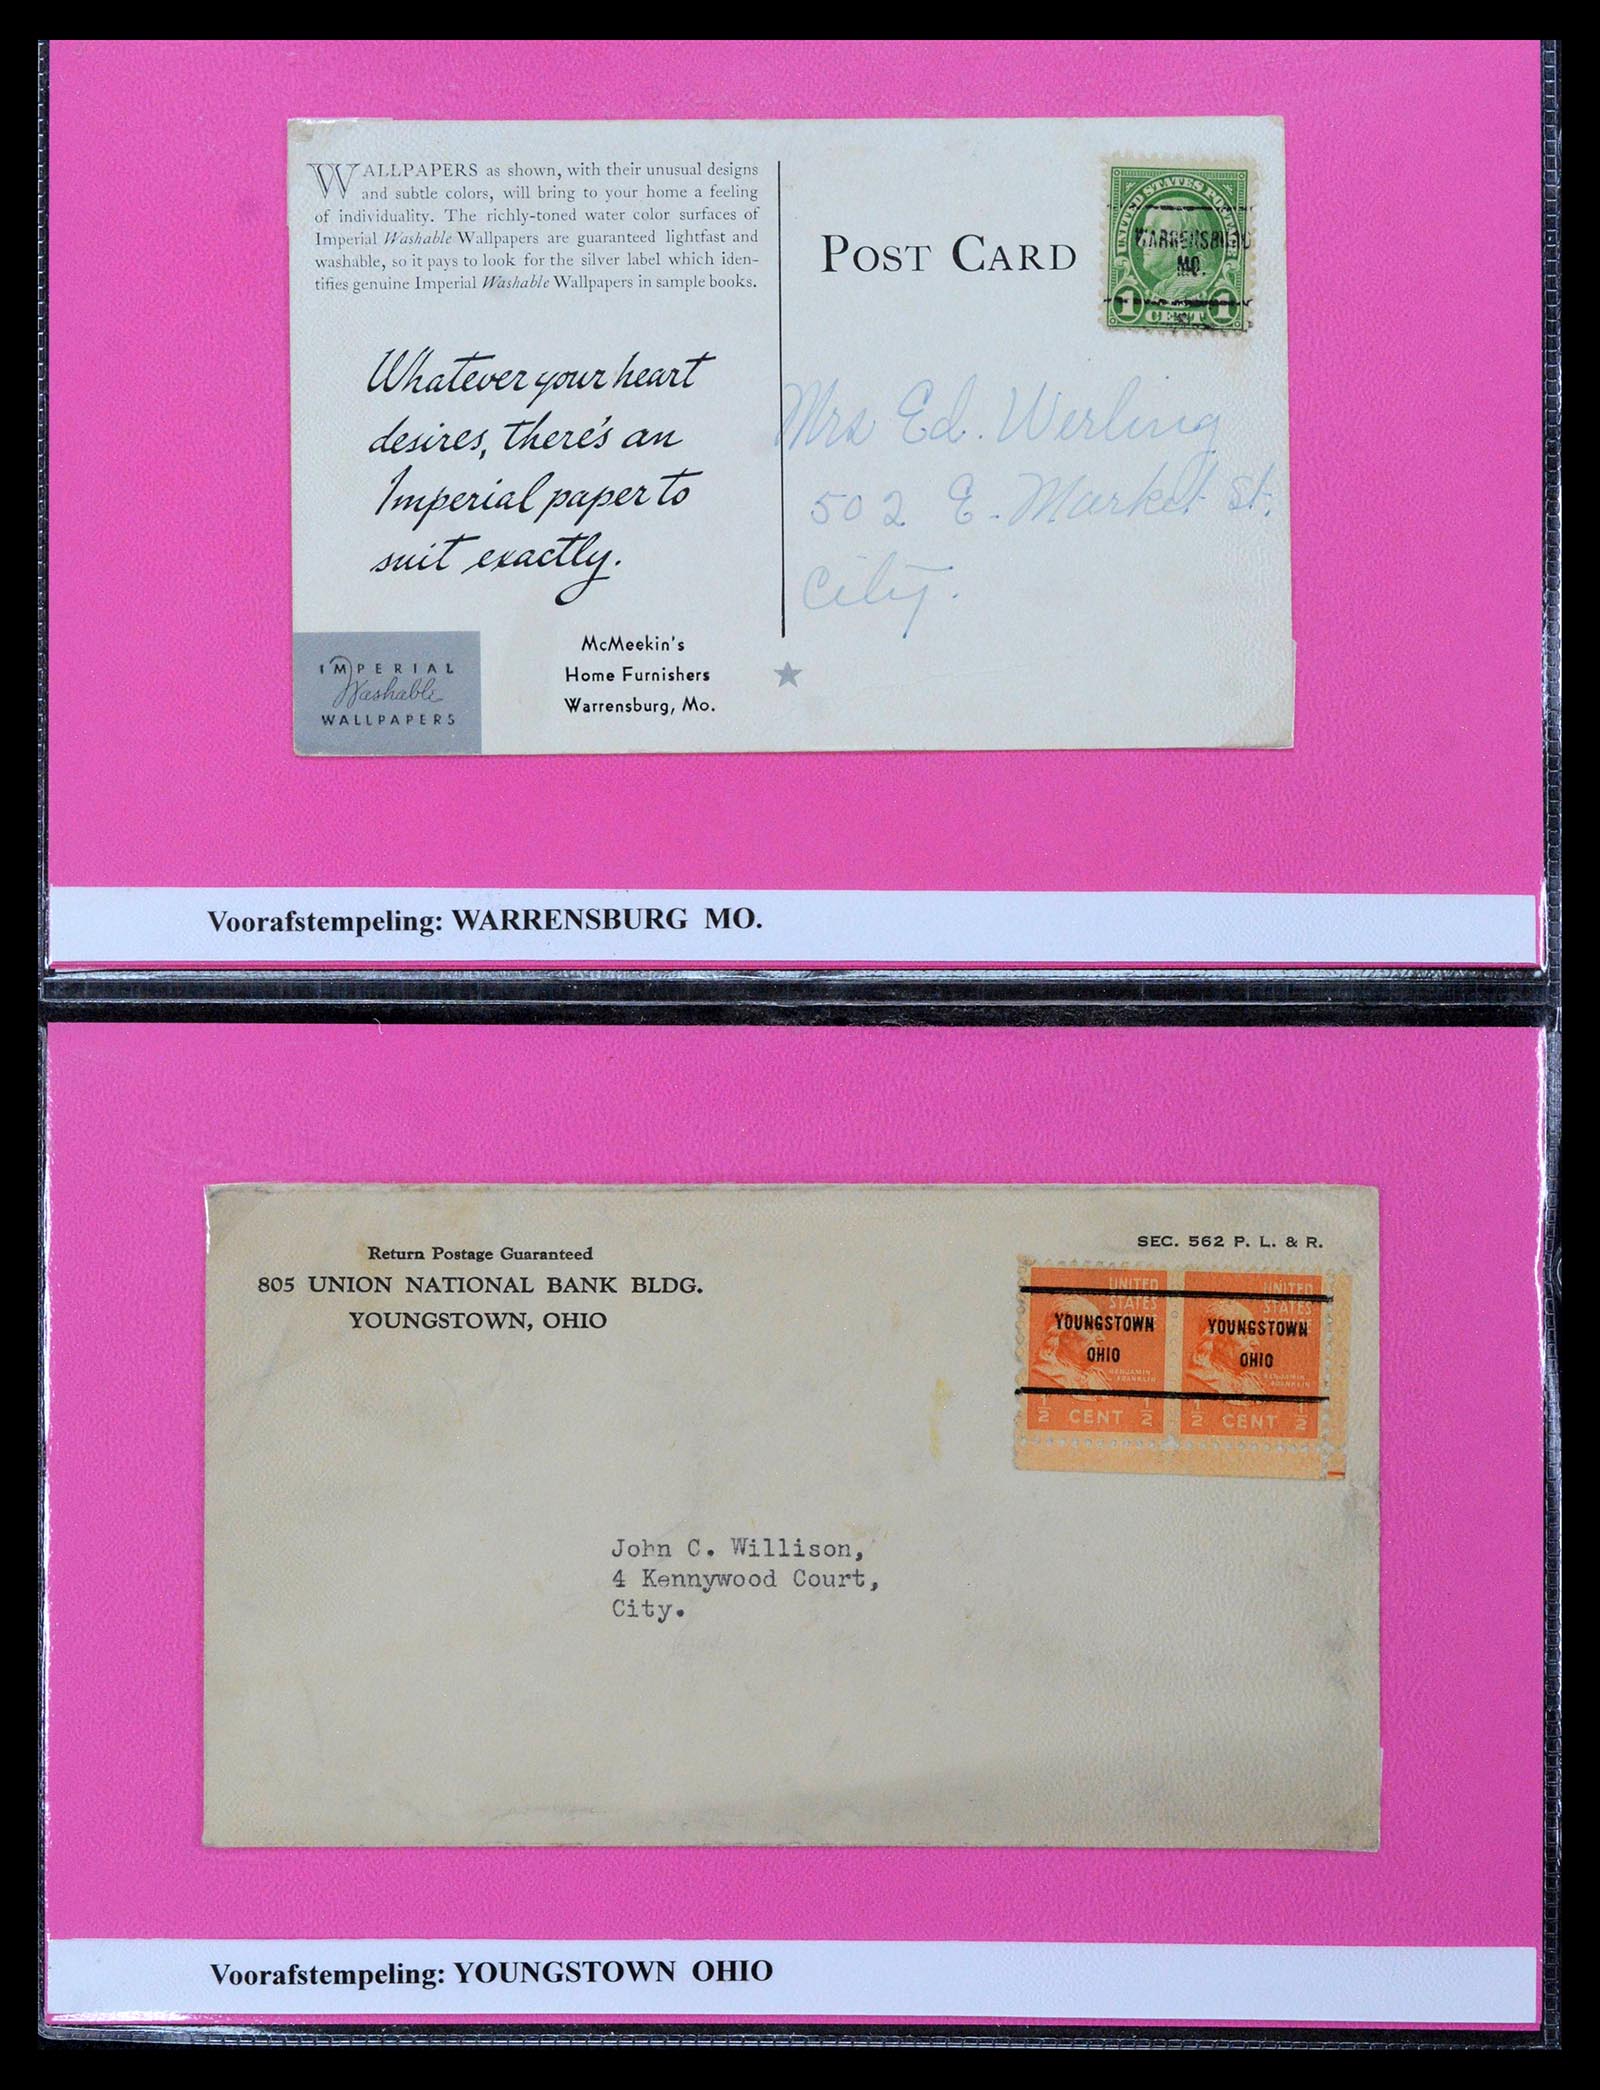 WALLPAPERS as shown, with their unusual designs
and subtle colors, will bring to your home a feeling
of individuality. The richly-toned water color surfaces of
Imperial Washable Wallpapers are guaranteed lightfast and
washable, so it pays to look for the silver label which iden-
tifies genuine Imperial Washable Wallpapers in sample books.
Whatever your heart
desires, there's an
Imperial paper to
suit exactly.
IMPERIAL
Washable
WALLPAPERS
McMeekin's
Home Furnishers
Warrensburg, Mo.
POST CARD
UNITED STATES POSTAGE
WARRENSBURG
MO.
1 CENT 1
Mrs Ed. Werling
502 E. Market St.
City.
Voorafstempeling: WARRENSBURG MO.
Return Postage Guaranteed
805 UNION NATIONAL BANK BLDG.
YOUNGSTOWN, OHIO
SEC. 562 P. L. & R.
UNITED
STATES
YOUNGSTOWN
OHIO
BENJAMIN
FRANKLIN
1/2 CENT 1/2
UNITED
STATES
YOUNGSTOWN
OHIO
BENJAMIN
FRANKLIN
1/2 CENT 1/2
John C. Willison,
4 Kennywood Court,
City.
Voorafstempeling: YOUNGSTOWN OHIO